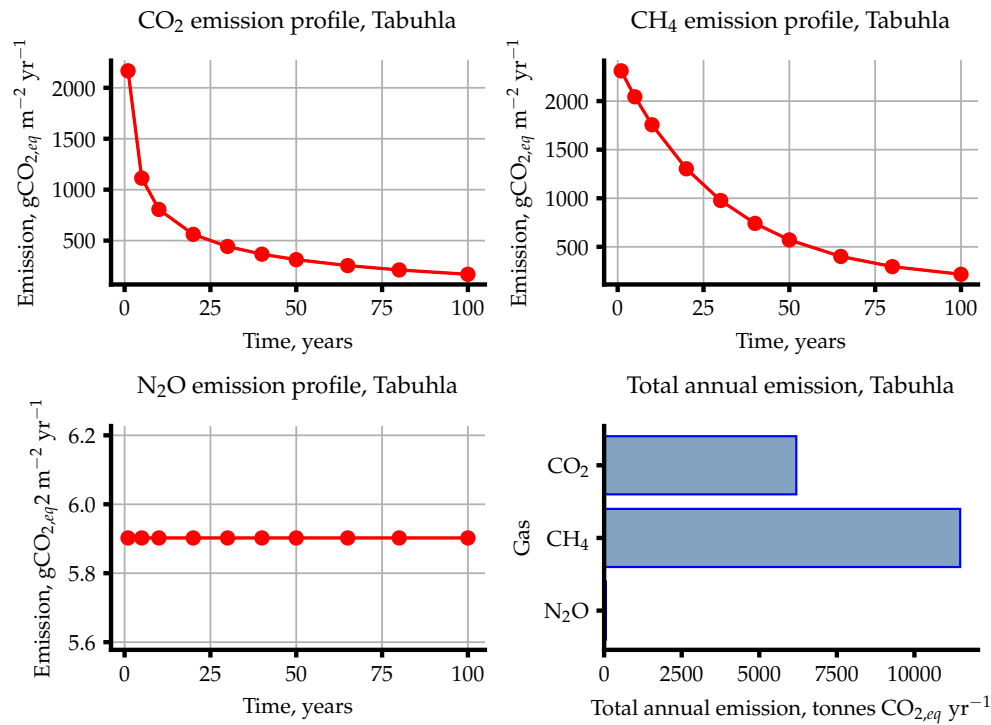 CO₂ emission profile, Tabuhla
Emission, gCO₂,eq m⁻² yr⁻¹
2000
1500
1000
500
0 25 50 75 100
Time, years
CH₄ emission profile, Tabuhla
Emission, gCO₂,eq m⁻² yr⁻¹
2000
1500
1000
500
0 25 50 75 100
Time, years
N₂O emission profile, Tabuhla
Emission, gCO₂,eq2 m⁻² yr⁻¹
6.2
6.0
5.8
5.6
0 25 50 75 100
Time, years
Total annual emission, Tabuhla
Gas
CO₂
CH₄
N₂O
0 2500 5000 7500 10000
Total annual emission, tonnes CO₂,eq yr⁻¹